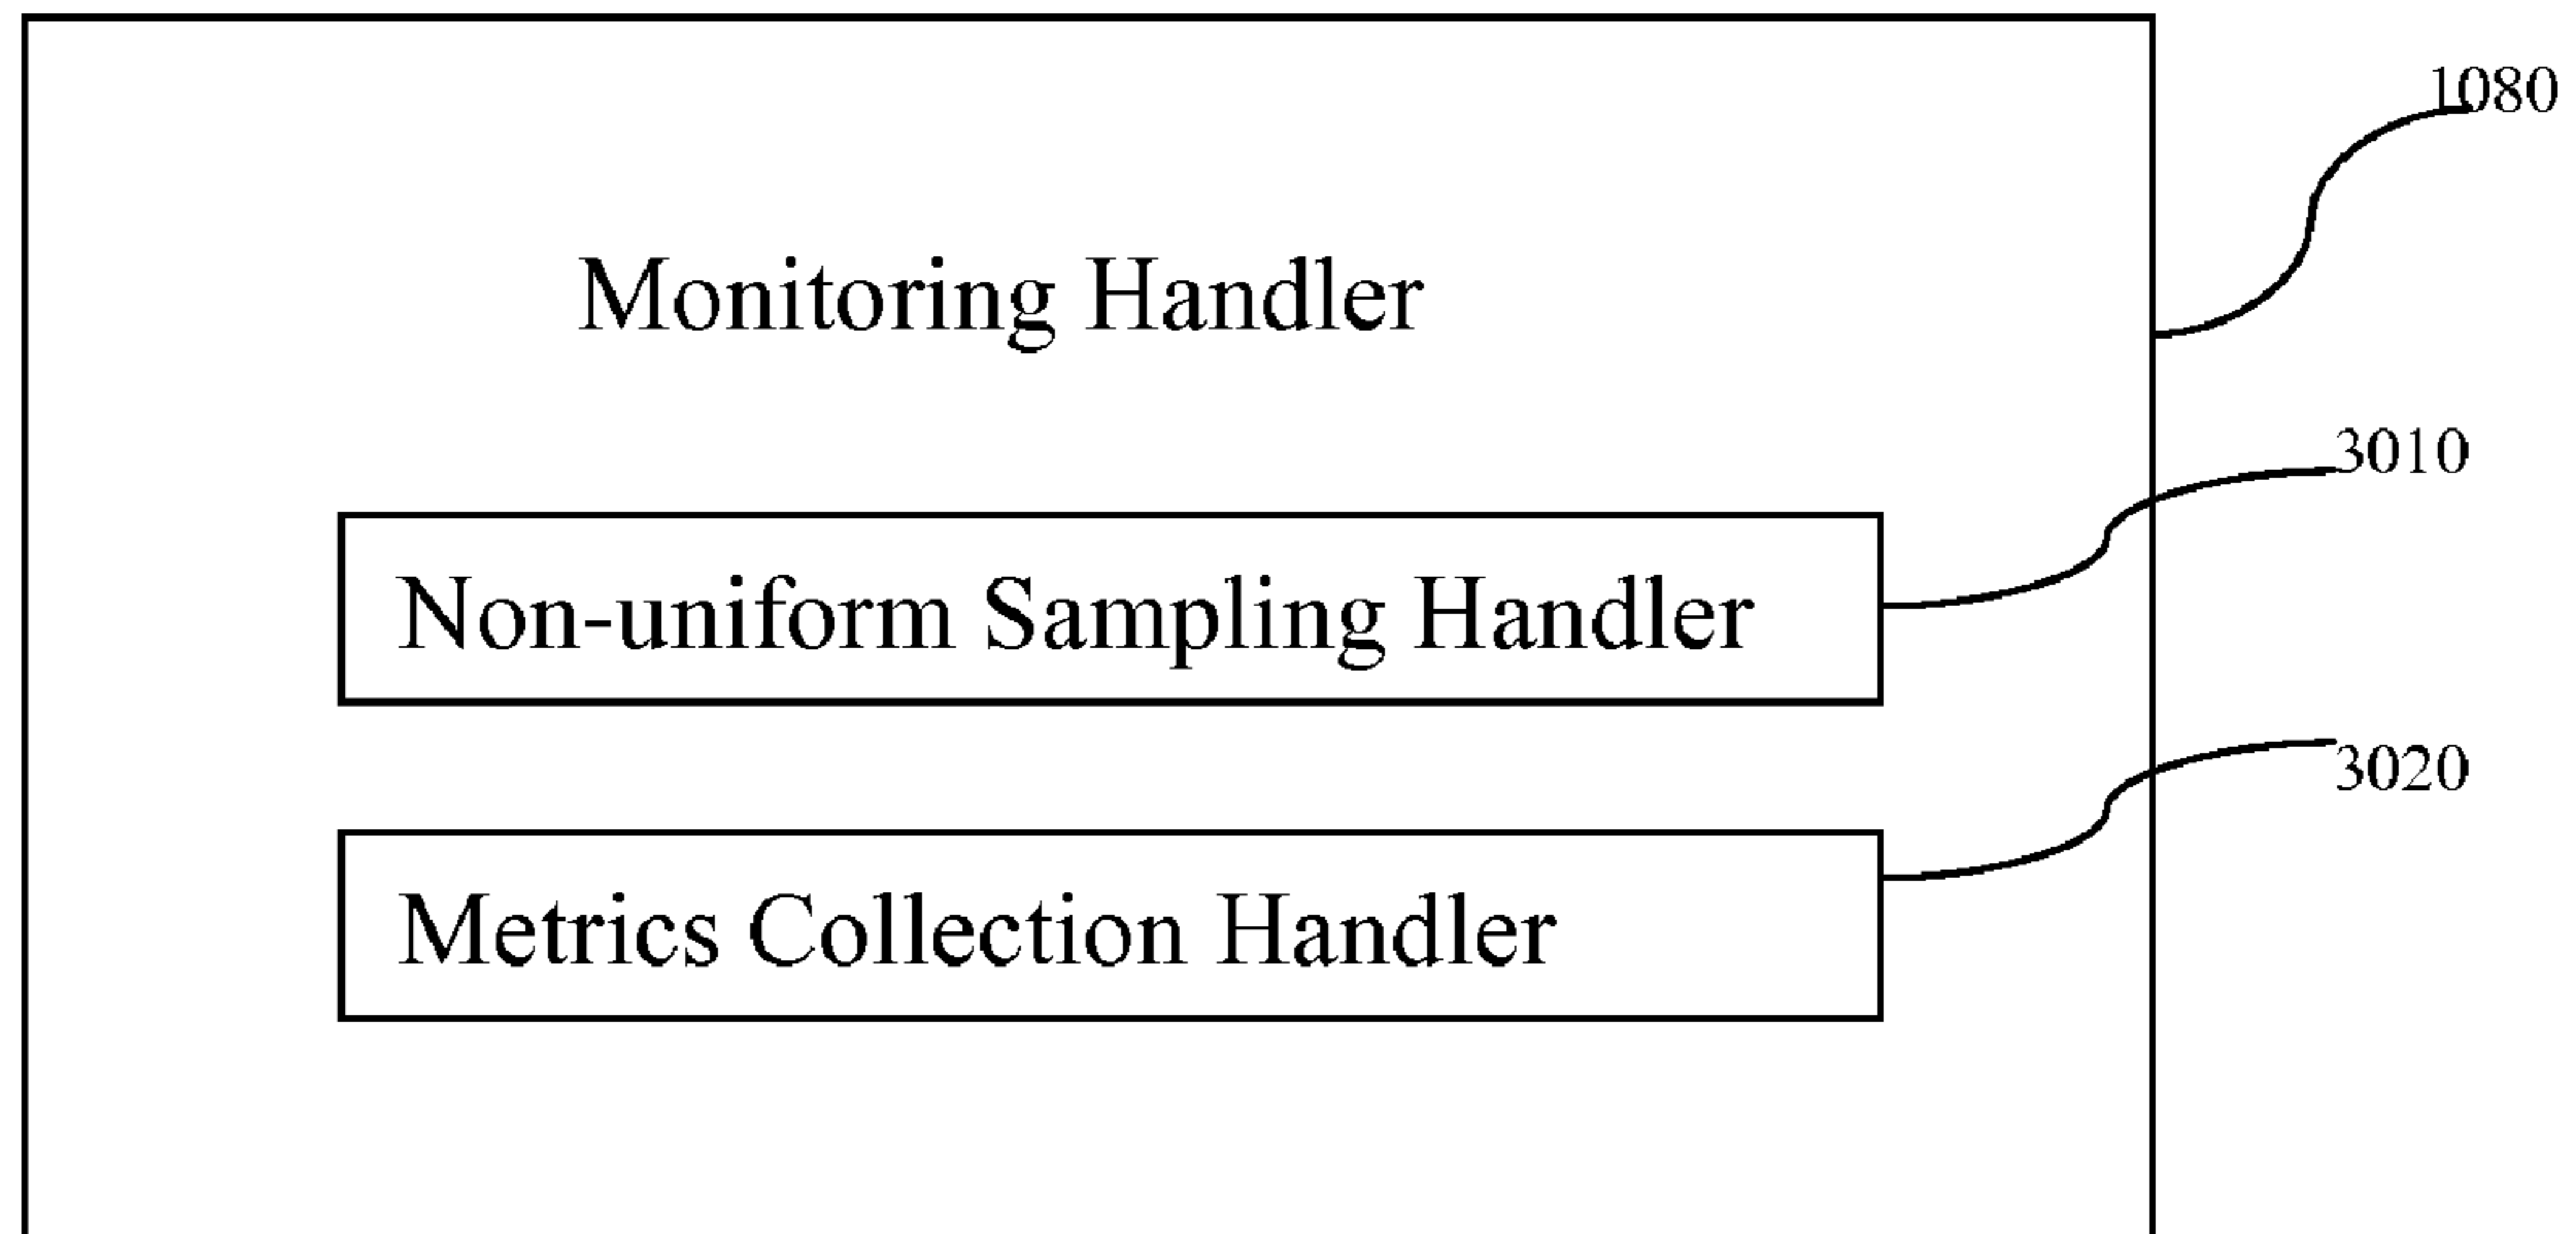 1080
Monitoring Handler
3010
Non-uniform Sampling Handler
3020
Metrics Collection Handler